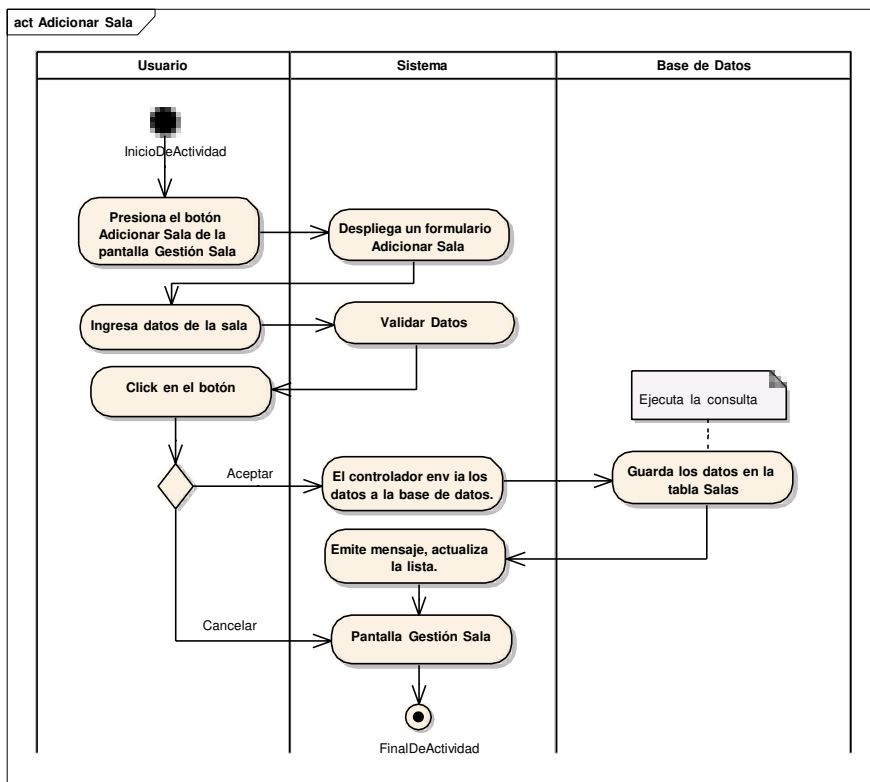 act Adicionar Sala
Usuario
Sistema
Base de Datos
InicioDeActividad
Presiona el botón
Adicionar Sala de la
pantalla Gestión Sala
Despliega un formulario
Adicionar Sala
Ingresa datos de la sala
Validar Datos
Click en el botón
Ejecuta la consulta
Aceptar
El controlador env ia los
datos a la base de datos.
Guarda los datos en la
tabla Salas
Emite mensaje, actualiza
la lista.
Cancelar
Pantalla Gestión Sala
FinalDeActividad